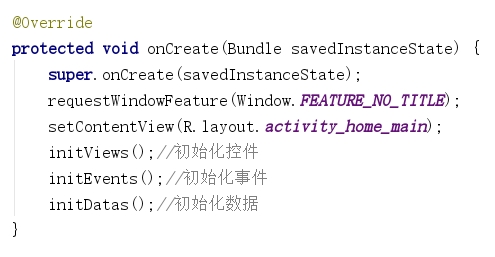 @Override
protected void onCreate(Bundle savedInstanceState) {
super.onCreate(savedInstanceState);
requestWindowFeature(Window.FEATURE_NO_TITLE);
setContentView(R.layout.activity_home_main);
initViews();//初始化控件
initEvents();//初始化事件
initDatas();//初始化数据
}